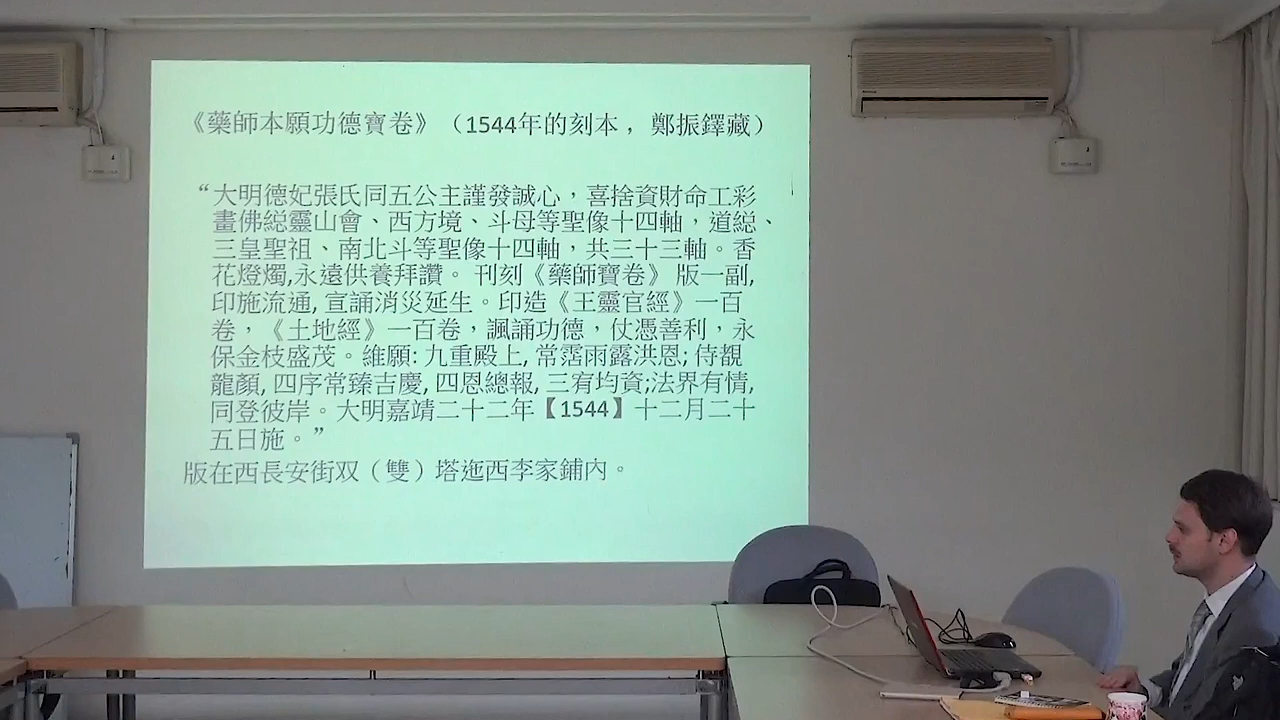 《藥師本願功德寶卷》（1544年的刻本，鄭振鐸藏）
“大明德妃張氏同五公主謹發誠心，喜捨資財命工彩
畫佛緫靈山會、西方境、斗母等聖像十四軸，道緫、
三皇聖祖、南北斗等聖像十四軸，共三十三軸。香
花燈燭,永遠供養拜讚。 刊刻《藥師寶卷》 版一副,
印施流通, 宣誦消災延生。印造《王靈官經》一百
卷，《土地經》一百卷，諷誦功德，仗憑善利，永
保金枝盛茂。維願: 九重殿上, 常霑雨露洪恩; 侍覩
龍顏, 四序常臻吉慶, 四恩總報, 三宥均資;法界有情,
同登彼岸。大明嘉靖二十二年【1544】十二月二十
五日施。”
版在西長安街双（雙）塔迤西李家鋪內。